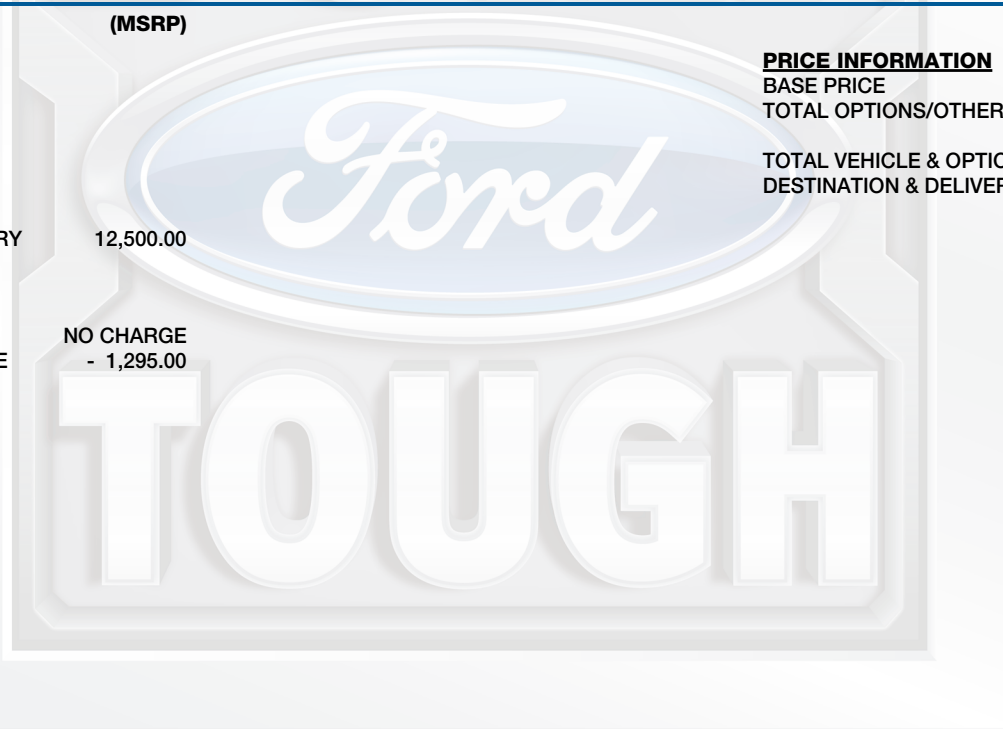 (MSRP)
RY 12,500.00
NO CHARGE
E - 1,295.00
PRICE INFORMATION
BASE PRICE
TOTAL OPTIONS/OTHER
TOTAL VEHICLE & OPTIO
DESTINATION & DELIVER
Ford
TOUGH